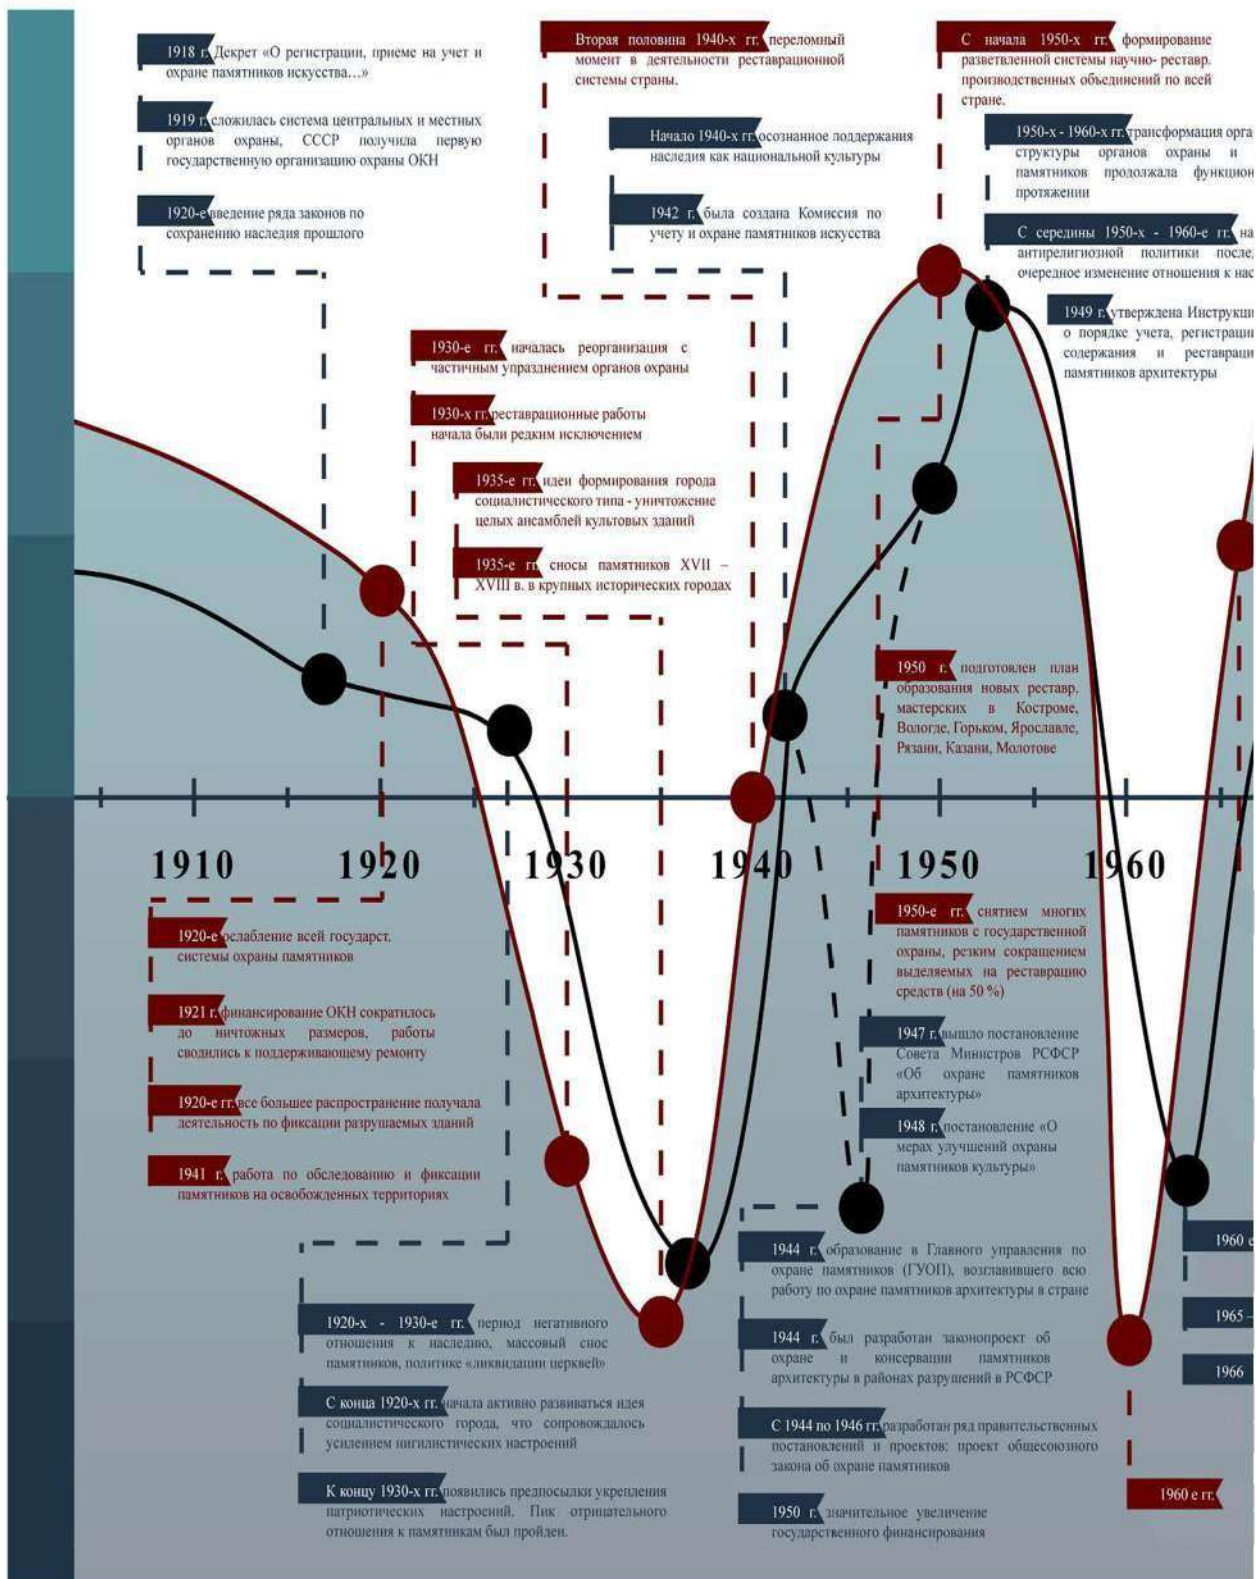 1918 г. Декрет «О регистрации, приеме на учет и
охране памятников искусства…»
1919 г. сложилась система центральных и местных
органов охраны, СССР получила первую
государственную организацию охраны ОКН
1920-е введение ряда законов по
сохранению наследия прошлого
Вторая половина 1940-х гг. переломный
момент в деятельности реставрационной
системы страны.
Начало 1940-х гг. осознанное поддержания
наследия как национальной культуры
1942 г. была создана Комиссия по
учету и охране памятников искусства
С начала 1950-х гг. формирование
разветвленной системы научно- реставр.
производственных объединений по всей
стране.
1950-х - 1960-х гг. трансформация орга
структуры органов охраны и
памятников продолжала функцион
протяжении
С середины 1950-х - 1960-е гг. на
антирелигиозной политики послед
очередное изменение отношения к нас
1949 г. утверждена Инструкци
о порядке учета, регистрации
содержания и реставраци
памятников архитектуры
1930-е гг. началась реорганизация с
частичным упразднением органов охраны
1930-х гг. реставрационные работы
начала были редким исключением
1935-е гг. идеи формирования города
социалистического типа - уничтожение
целых ансамблей культовых зданий
1935-е гг. сносы памятников XVII –
XVIII в. в крупных исторических городах
1950 г. подготовлен план
образования новых реставр.
мастерских в Костроме,
Вологде, Горьком, Ярославле,
Рязани, Казани, Молотове
1910 1920 1930 1940 1950 1960
1920-е ослабление всей государст.
системы охраны памятников
1921 г. финансирование ОКН сократилось
до ничтожных размеров, работы
сводились к поддерживающему ремонту
1920-е гг. все большее распространение получала
деятельность по фиксации разрушаемых зданий
1941 г. работа по обследованию и фиксации
памятников на освобожденных территориях
1950-е гг. снятием многих
памятников с государственной
охраны, резким сокращением
выделяемых на реставрацию
средств (на 50 %)
1947 г. вышло постановление
Совета Министров РСФСР
«Об охране памятников
архитектуры»
1948 г. постановление «О
мерах улучшений охраны
памятников культуры»
1920-х - 1930-е гг. период негативного
отношения к наследию, массовый снос
памятников, политике «ликвидации церквей»
С конца 1920-х гг. начала активно развиваться идея
социалистического города, что сопровождалось
усилением нигилистических настроений
К концу 1930-х гг. появились предпосылки укрепления
патриотических настроений. Пик отрицательного
отношения к памятникам был пройден.
1944 г. образование в Главного управления по
охране памятников (ГУОП), возглавившего всю
работу по охране памятников архитектуры в стране
1944 г. был разработан законопроект об
охране и консервации памятников
архитектуры в районах разрушений в РСФСР
С 1944 по 1946 гг. разработан ряд правительственных
постановлений и проектов: проект общесоюзного
закона об охране памятников
1950 г. значительное увеличение
государственного финансирования
1960 е
1965 –
1966
1960 е гг.